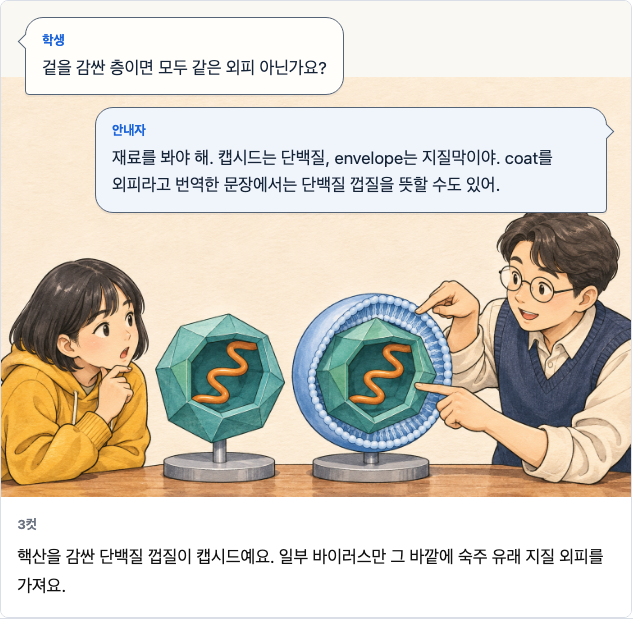 학생
겉을 감싼 층이면 모두 같은 외피 아닌가요?
안내자
재료를 봐야 해. 캡시드는 단백질, envelope는 지질막이야. coat를
외피라고 번역한 문장에서는 단백질 껍질을 뜻할 수도 있어.
3컷
핵산을 감싼 단백질 껍질이 캡시드예요. 일부 바이러스만 그 바깥에 숙주 유래 지질 외피를
가져요.